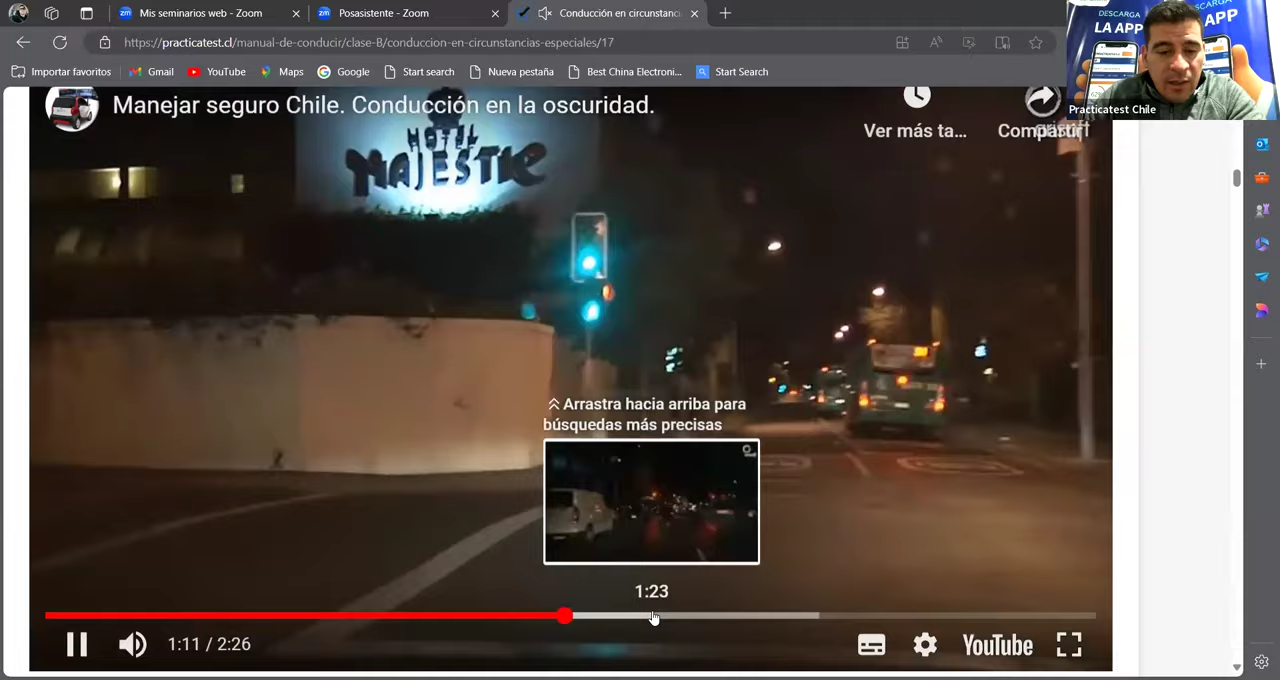 Mis seminarios web - Zoom
Posasistente - Zoom
Conducción en circunstanc
https://practicatest.cl/manual-de-conducir/clase-B/conduccion-en-circunstancias-especiales/17
Importar favoritos
Gmail
YouTube
Maps
Google
Start search
Nueva pestaña
Best China Electroni...
Start Search
DESCARGA
LA APP
SCARGA
APP
Practicatest Chile
Manejar seguro Chile. Conducción en la oscuridad.
Ver más ta...
Compartir
HOTEL
MAJESTIC
Arrastra hacia arriba para
búsquedas más precisas
1:23
1:11 / 2:26
YouTube